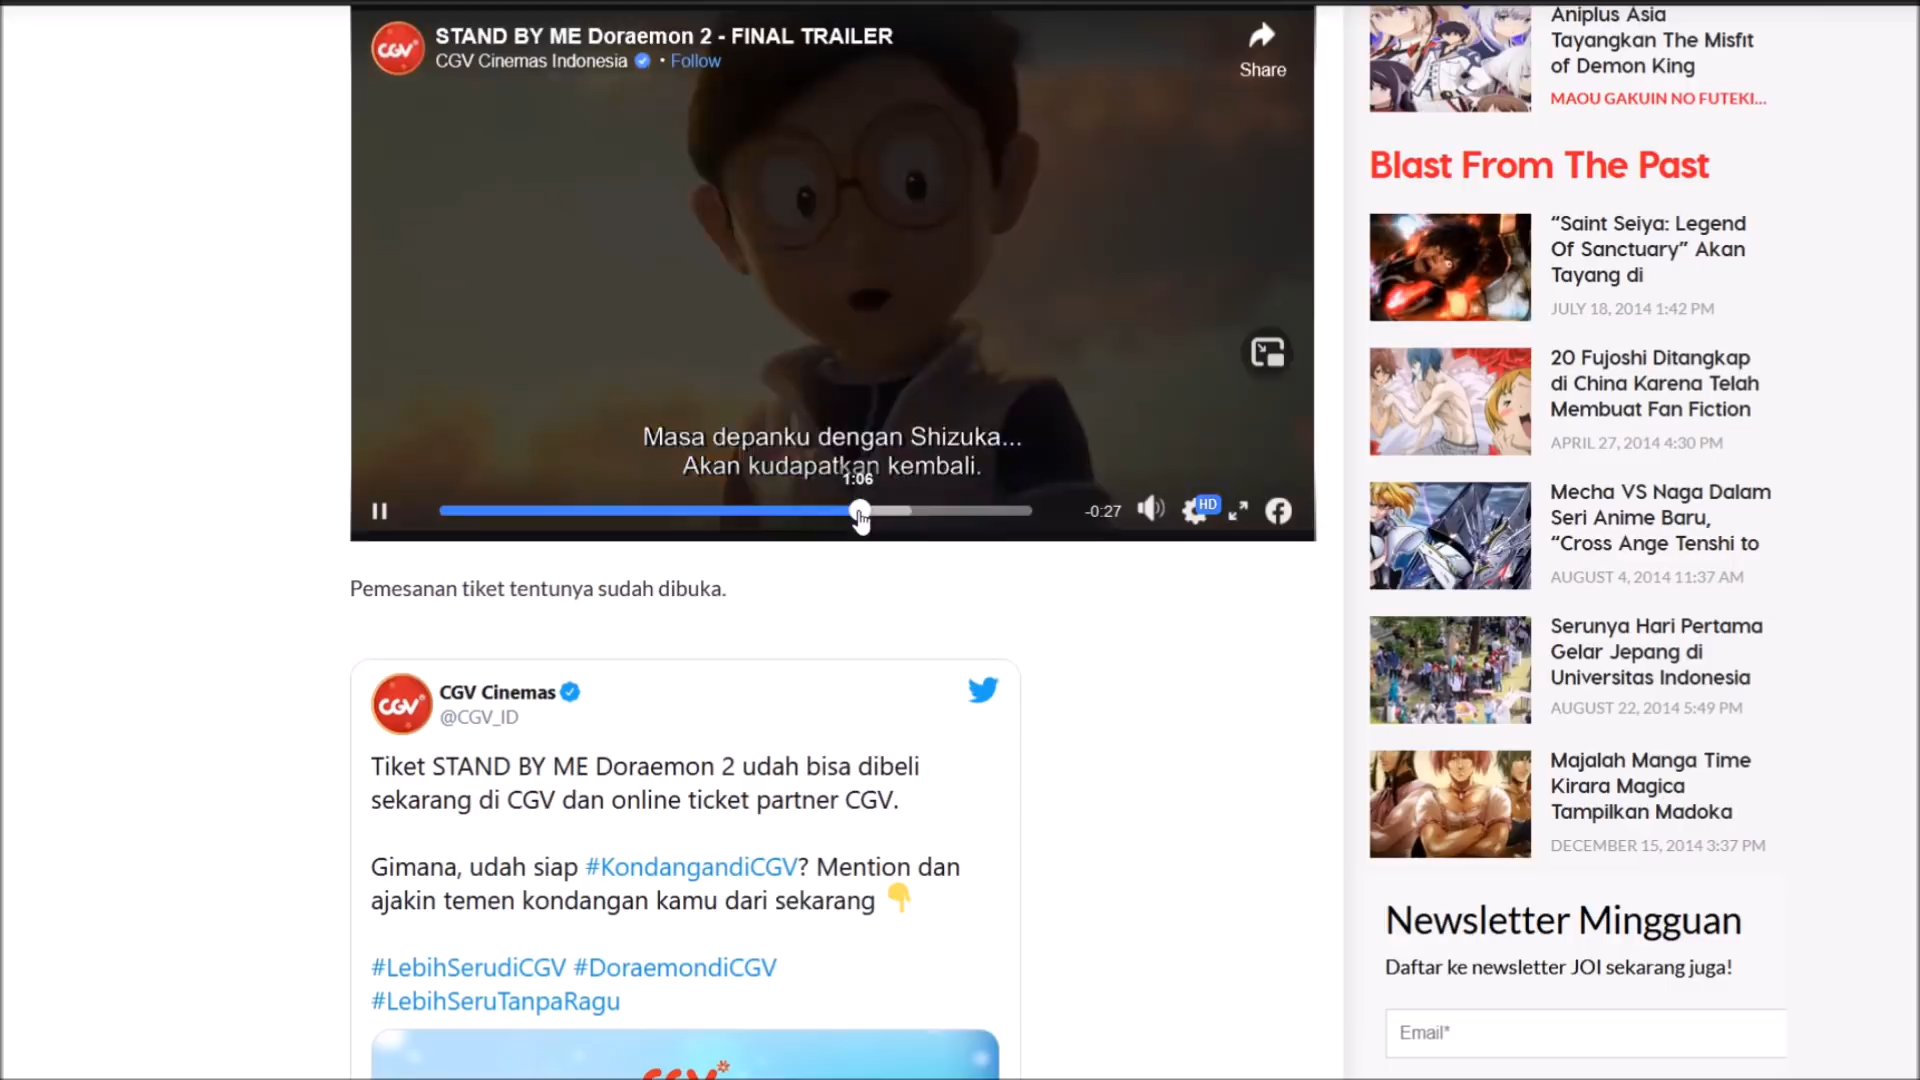 CGV
STAND BY ME Doraemon 2 - FINAL TRAILER
CGV Cinemas Indonesia • Follow
Share
Masa depanku dengan Shizuka...
Akan kudapatkan kembali.
1:06
-0:27
HD
Pemesanan tiket tentunya sudah dibuka.
CGV
CGV Cinemas
@CGV_ID
Tiket STAND BY ME Doraemon 2 udah bisa dibeli
sekarang di CGV dan online ticket partner CGV.
Gimana, udah siap #KondangandiCGV? Mention dan
ajakin temen kondangan kamu dari sekarang 👇
#LebihSerudiCGV #DoraemondiCGV
#LebihSeruTanpaRagu
CGV
Aniplus Asia
Tayangkan The Misfit
of Demon King
MAOU GAKUIN NO FUTEKI...
Blast From The Past
“Saint Seiya: Legend
Of Sanctuary” Akan
Tayang di
JULY 18, 2014 1:42 PM
20 Fujoshi Ditangkap
di China Karena Telah
Membuat Fan Fiction
APRIL 27, 2014 4:30 PM
Mecha VS Naga Dalam
Seri Anime Baru,
“Cross Ange Tenshi to
AUGUST 4, 2014 11:37 AM
Serunya Hari Pertama
Gelar Jepang di
Universitas Indonesia
AUGUST 22, 2014 5:49 PM
Majalah Manga Time
Kirara Magica
Tampilkan Madoka
DECEMBER 15, 2014 3:37 PM
Newsletter Mingguan
Daftar ke newsletter JOI sekarang juga!
Email*